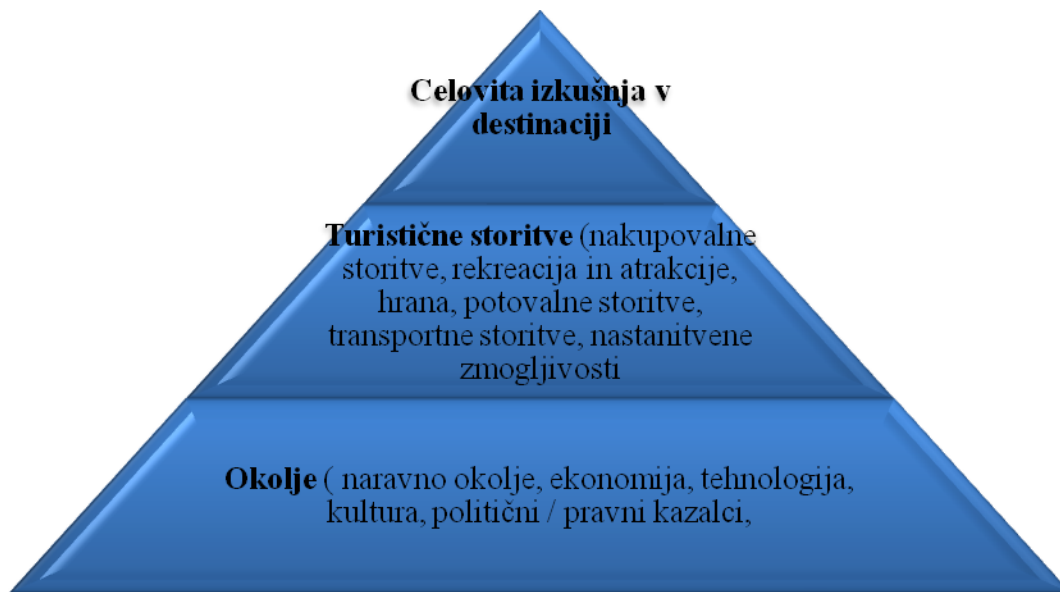 Celovita izkušnja v
destinaciji
Turistične storitve (nakupovalne
storitve, rekreacija in atrakcije,
hrana, potovalne storitve,
transportne storitve, nastanitvene
zmogljivosti
Okolje ( naravno okolje, ekonomija, tehnologija,
kultura, politični / pravni kazalci,